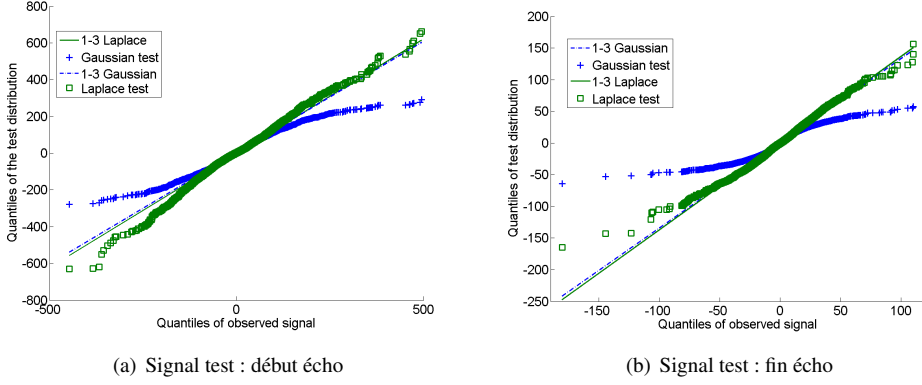 800
600
400
200
0
-200
-400
-600
-800
-500
0
500
Quantiles of the test distribution
Quantiles of observed signal
1-3 Laplace
Gaussian test
1-3 Gaussian
Laplace test
(a) Signal test : début écho
200
150
100
50
0
-50
-100
-150
-200
-250
-150
-100
-50
0
50
100
Quantiles of test distribution
Quantiles of observed signal
1-3 Gaussian
Gaussian test
1-3 Laplace
Laplace test
(b) Signal test : fin écho